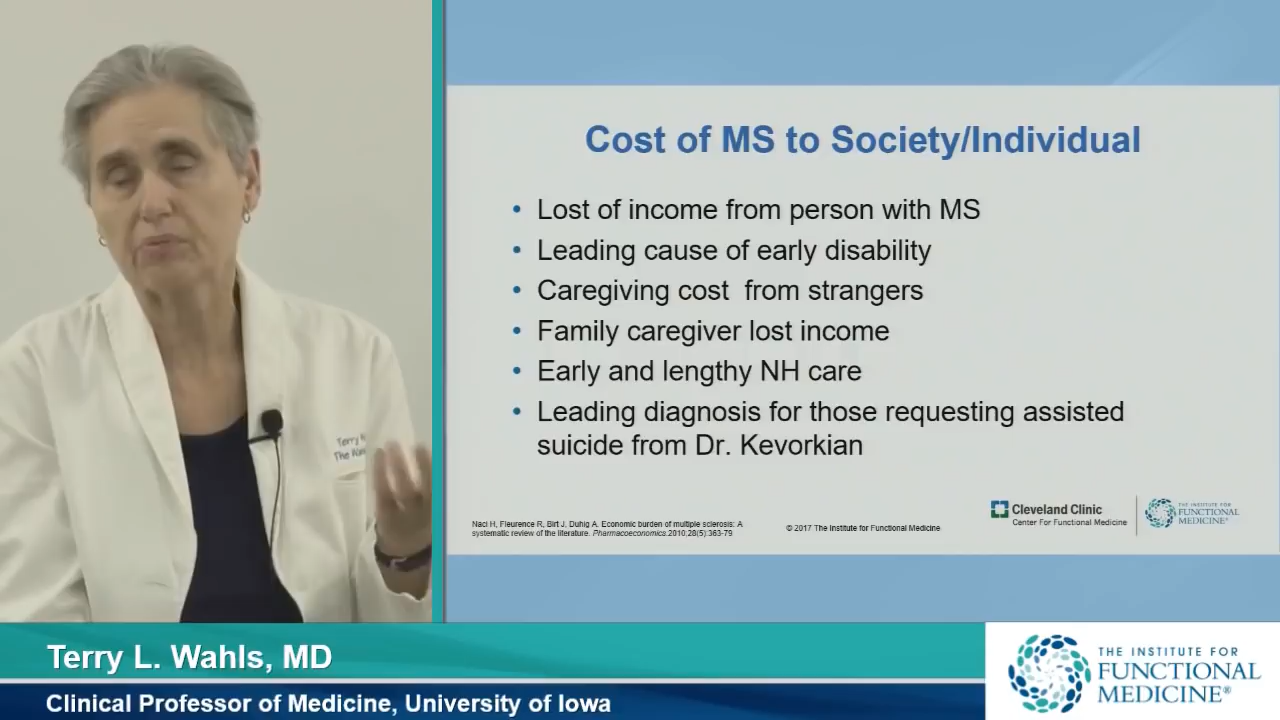 Cost of MS to Society/Individual
• Lost of income from person with MS
• Leading cause of early disability
• Caregiving cost from strangers
• Family caregiver lost income
• Early and lengthy NH care
• Leading diagnosis for those requesting assisted
suicide from Dr. Kevorkian
Terry
The
Naci H, Fleurence R, Birt J, Duhig A. Economic burden of multiple sclerosis: A
systematic review of the literature. Pharmacoeconomics.2010;28(5):363-79
© 2017 The Institute for Functional Medicine
Cleveland Clinic
Center For Functional Medicine
THE INSTITUTE FOR
FUNCTIONAL
MEDICINE®
Terry L. Wahls, MD
Clinical Professor of Medicine, University of Iowa
THE INSTITUTE FOR
FUNCTIONAL
MEDICINE®